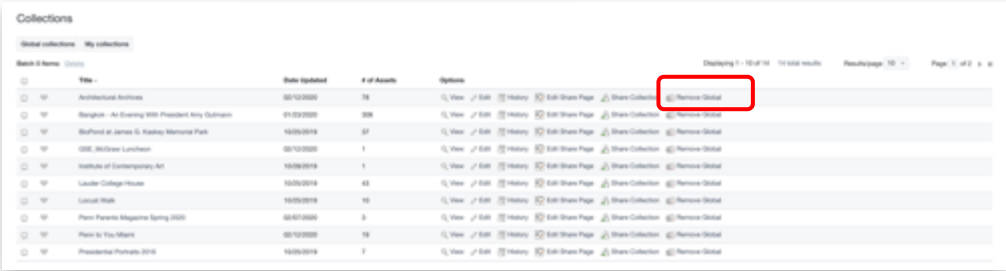 Collections
Global collections My collections
Batch 0 Items: Delete Displaying 1 - 10 of 14 14 total results Results/page 10 Page 1 of 2
Title Date Updated # of Assets Options
Architectural Archives 02/12/2020 78 View Edit History Edit Share Page Share Collection Remove Global
Bangkok - An Evening With President Amy Gutmann 01/23/2020 308 View Edit History Edit Share Page Share Collection Remove Global
BioPond at James G. Kaskey Memorial Park 10/25/2019 37 View Edit History Edit Share Page Share Collection Remove Global
GSE_McGraw Luncheon 02/12/2020 1 View Edit History Edit Share Page Share Collection Remove Global
Institute of Contemporary Art 10/28/2019 1 View Edit History Edit Share Page Share Collection Remove Global
Lauder College House 10/25/2019 43 View Edit History Edit Share Page Share Collection Remove Global
Locust Walk 10/25/2019 10 View Edit History Edit Share Page Share Collection Remove Global
Penn Parents Magazine Spring 2020 02/07/2020 3 View Edit History Edit Share Page Share Collection Remove Global
Penn to You Miami 02/12/2020 19 View Edit History Edit Share Page Share Collection Remove Global
Presidential Portraits 2016 10/25/2019 7 View Edit History Edit Share Page Share Collection Remove Global